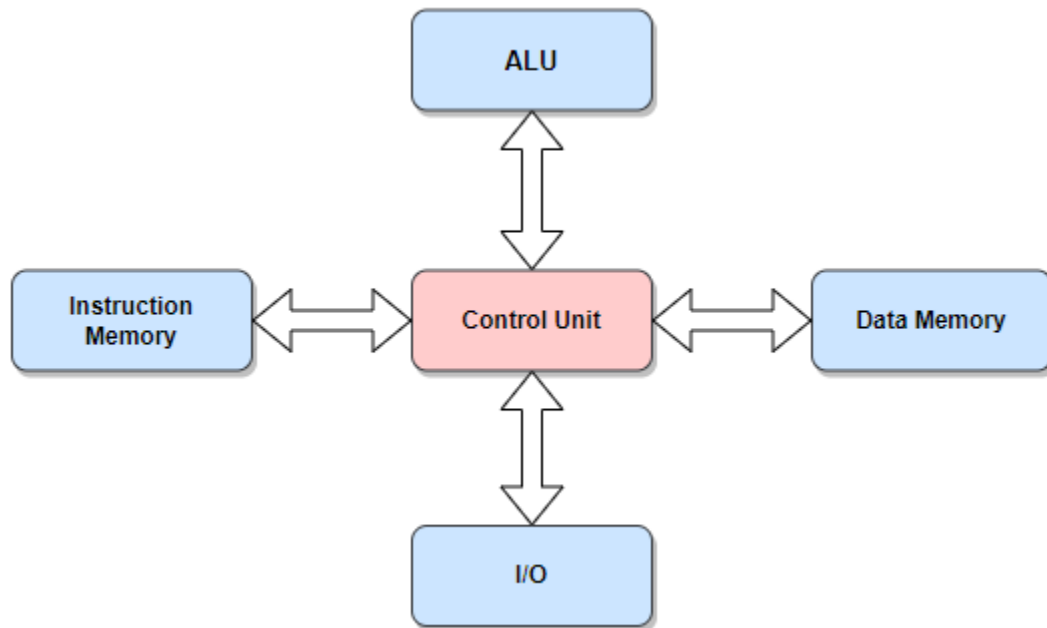 ALU
Instruction
Memory
Control Unit
Data Memory
I/O